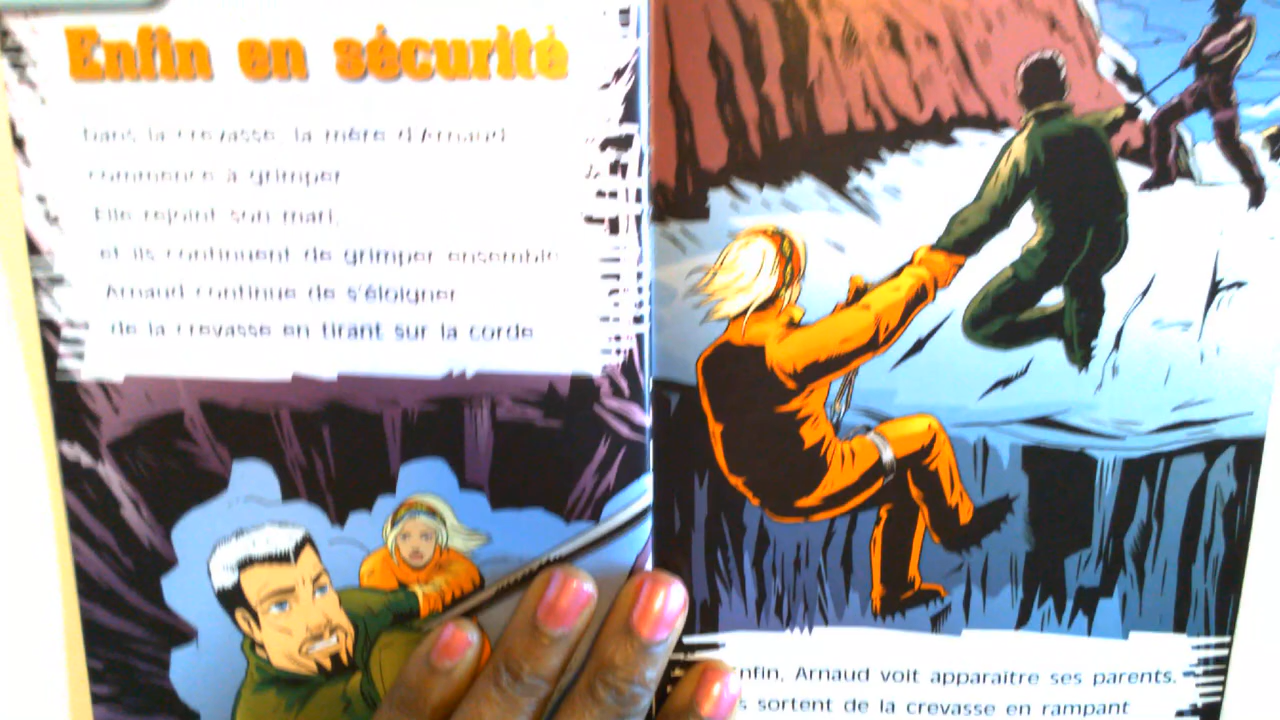 Enfin en sécurité
Dans la crevasse, la mère d'Arnaud
commence à grimper.
Elle rejoint son mari,
et ils continuent de grimper ensemble.
Arnaud continue de s'éloigner
de la crevasse en tirant sur la corde.
Enfin, Arnaud voit apparaître ses parents.
sortent de la crevasse en rampant